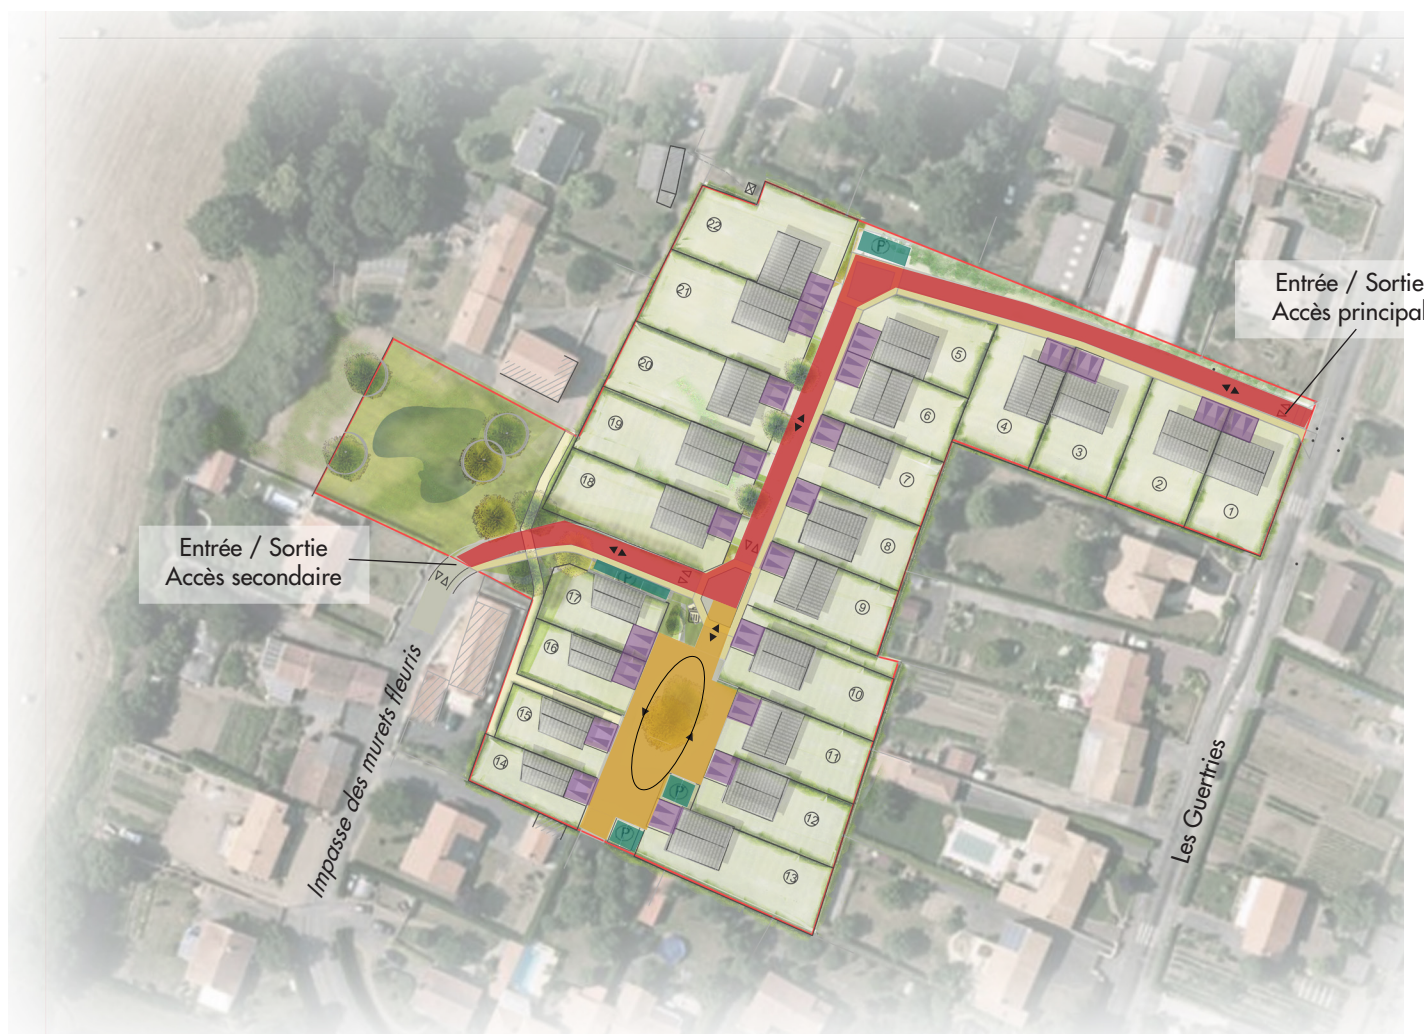 22
P
21
Entrée / Sortie
Accès principal
5
20
6
4
19
3
7
18
2
1
8
Entrée / Sortie
Accès secondaire
P
17
9
16
10
15
11
14
P
12
P
13
Impasse des murets fleuris
Les Guertries